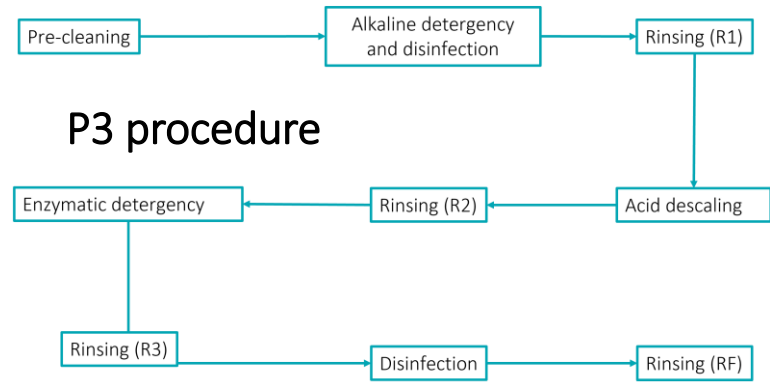 Pre-cleaning
Alkaline detergency
and disinfection
Rinsing (R1)
P3 procedure
Enzymatic detergency
Rinsing (R2)
Acid descaling
Rinsing (R3)
Disinfection
Rinsing (RF)